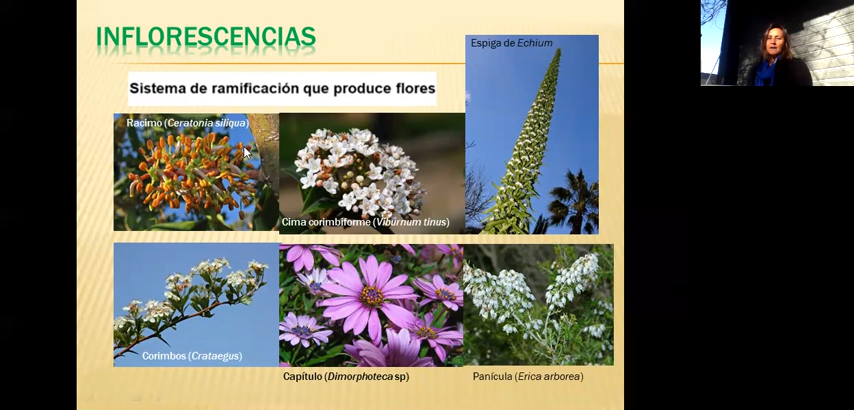 INFLORESCENCIAS
Espiga de Echium
Sistema de ramificación que produce flores
Racimo (Ceratonia siliqua)
Cima corimbiforme (Viburnum tinus)
Corimbos (Crataegus)
Capítulo (Dimorphoteca sp)
Panícula (Erica arborea)